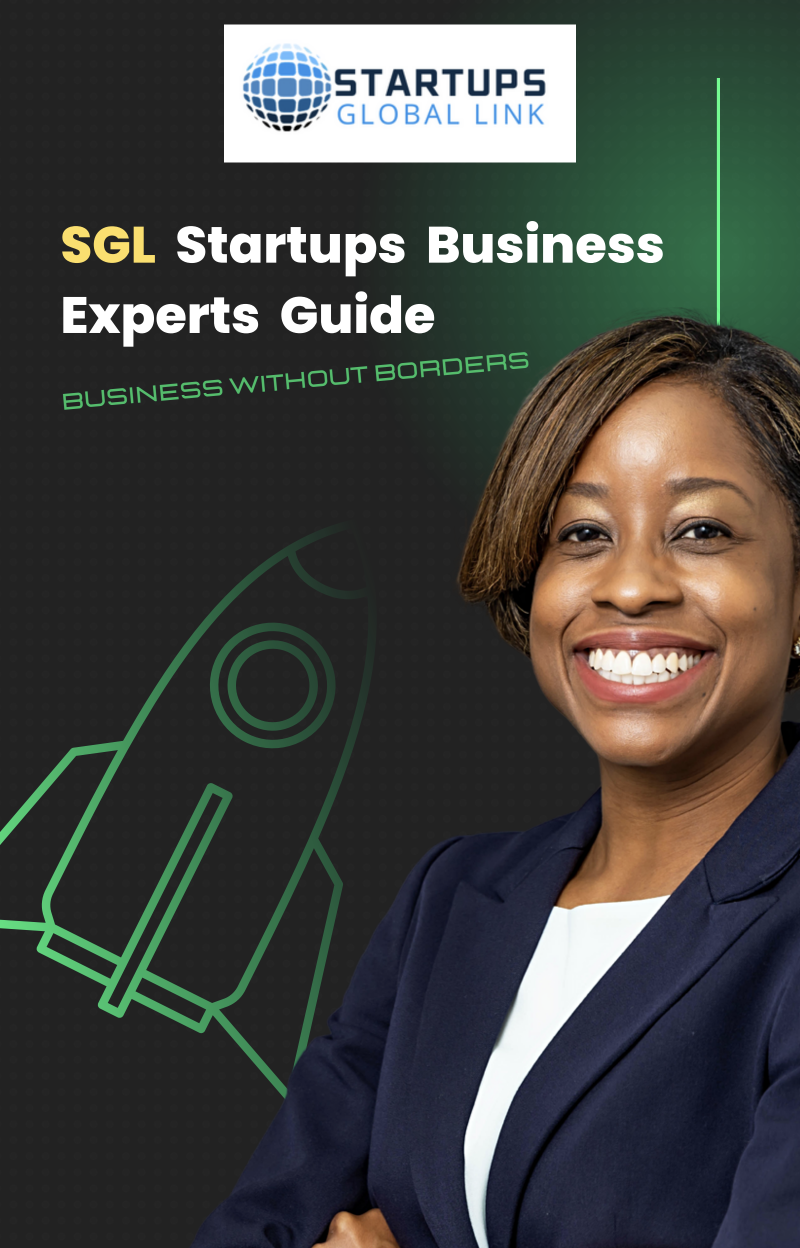 STARTUPS
GLOBAL LINK
SGL Startups Business
Experts Guide
BUSINESS WITHOUT BORDERS